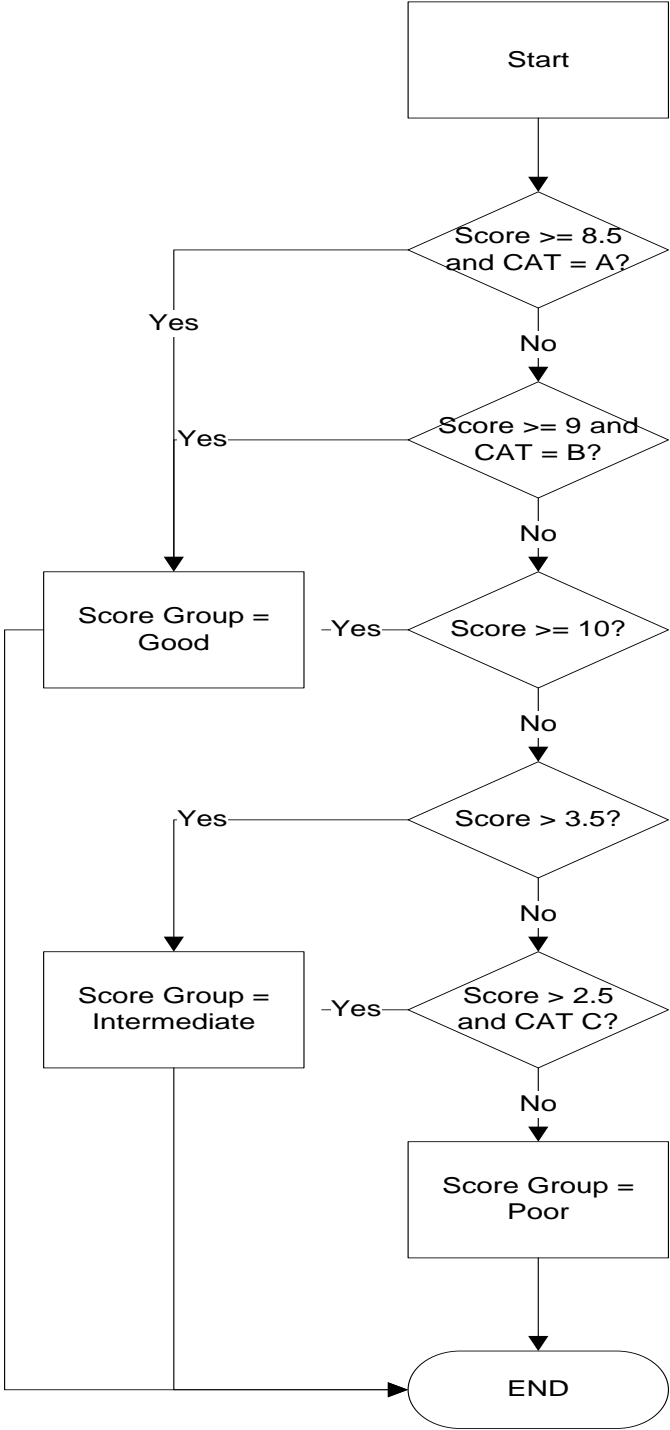 Start
Score >= 8.5
and CAT = A?
Yes
No
Score >= 9 and
CAT = B?
Yes
No
Score Group =
Good
Yes
Score >= 10?
No
Score > 3.5?
Yes
No
Score Group =
Intermediate
Yes
Score > 2.5
and CAT C?
No
Score Group =
Poor
END